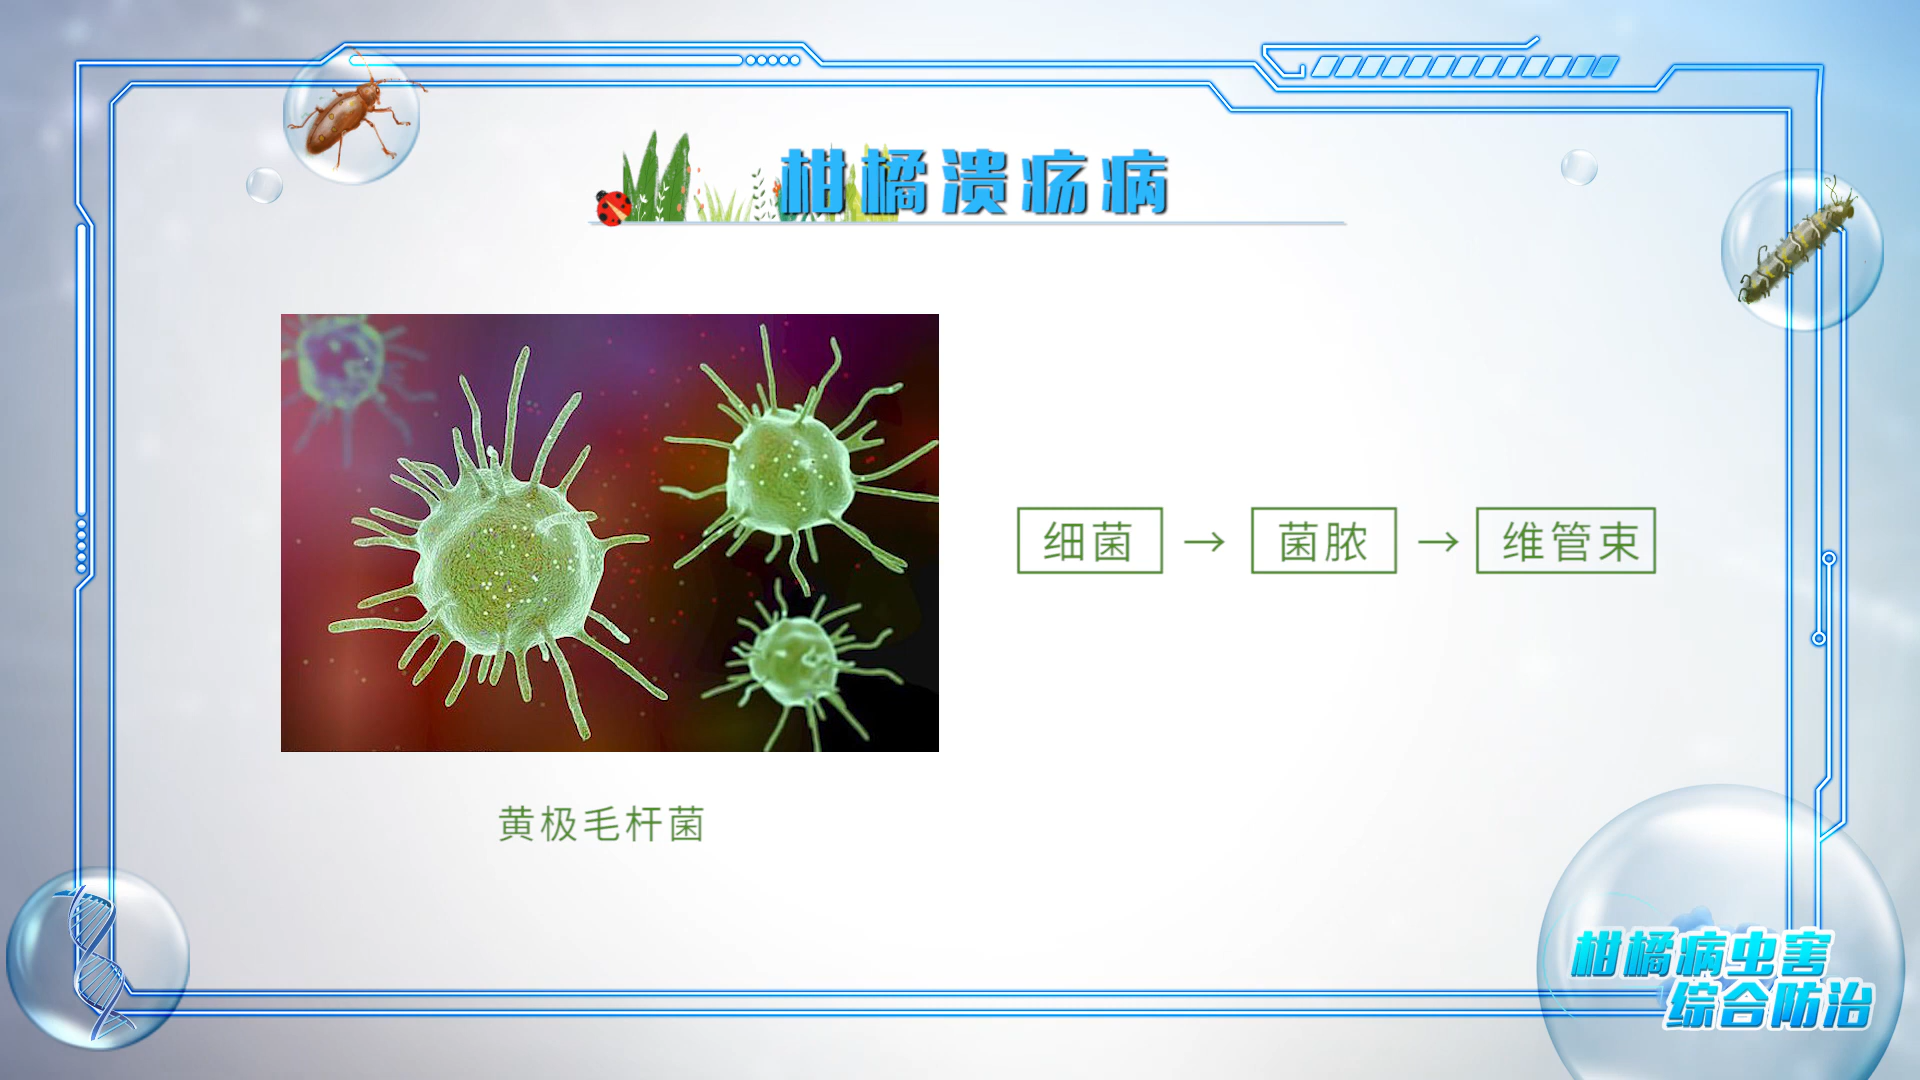 柑橘溃疡病
细菌 → 菌脓 → 维管束
黄极毛杆菌
柑橘病虫害
综合防治